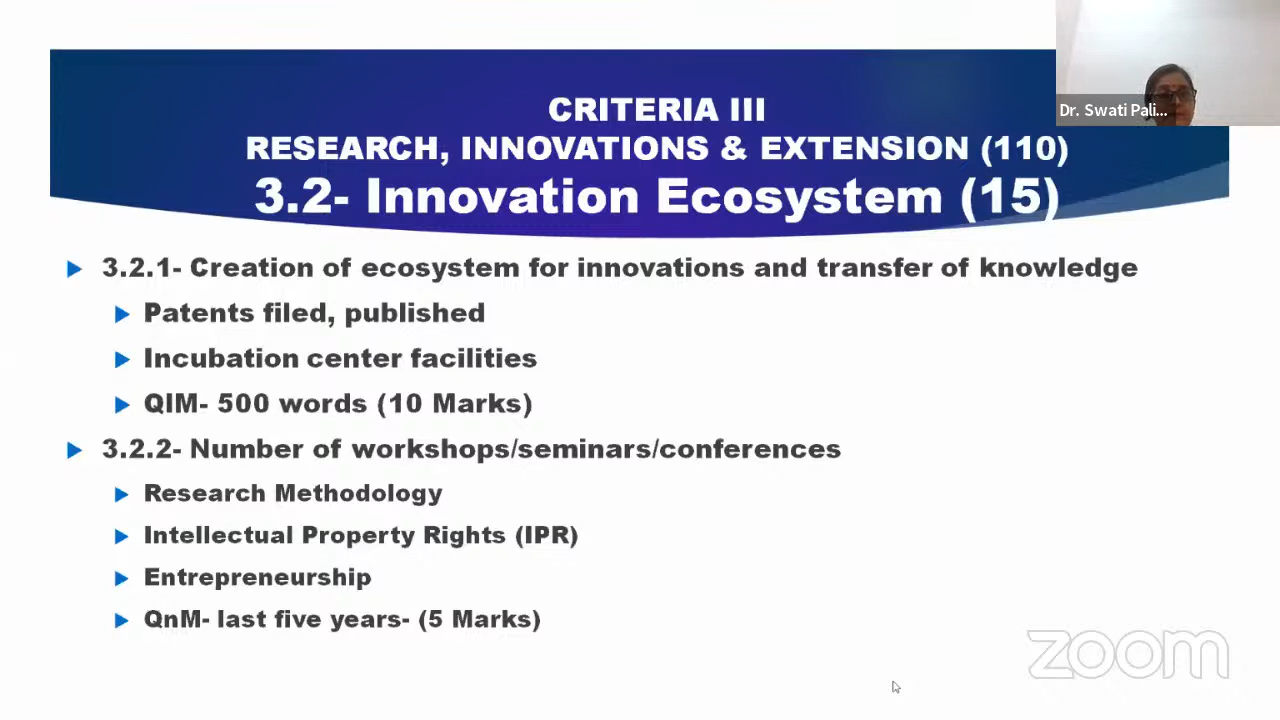 CRITERIA III
RESEARCH, INNOVATIONS & EXTENSION (110)
3.2- Innovation Ecosystem (15)
Dr. Swati Pali...
3.2.1- Creation of ecosystem for innovations and transfer of knowledge
Patents filed, published
Incubation center facilities
QlM- 500 words (10 Marks)
3.2.2- Number of workshops/seminars/conferences
Research Methodology
Intellectual Property Rights (IPR)
Entrepreneurship
QnM- last five years- (5 Marks)
zoom